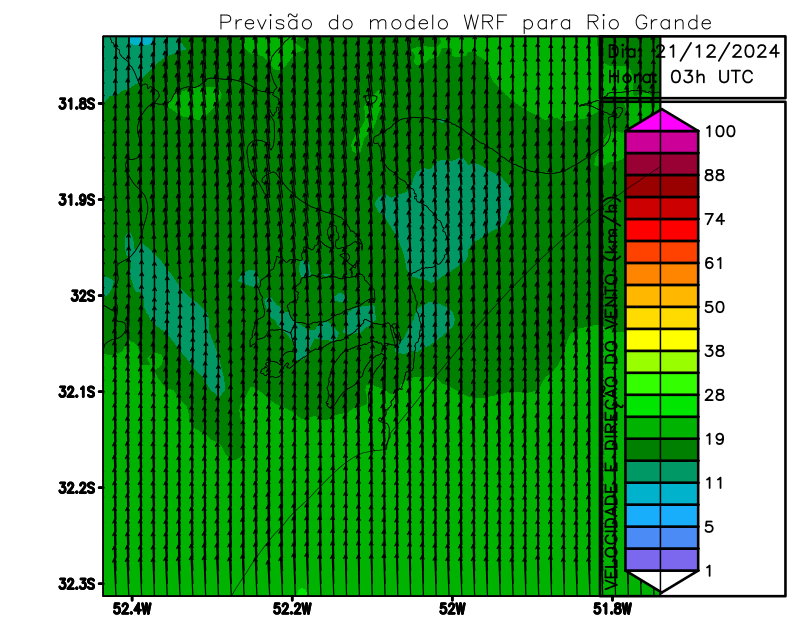 Previsão do modelo WRF para Rio Grande
Dia: 21/12/2024
Hora: 03h UTC
31.8S
31.9S
32S
32.1S
32.2S
32.3S
52.4W
52.2W
52W
51.8W
VELOCIDADE E DIREÇÃO DO VENTO (km/h)
100
88
74
61
50
38
28
19
11
5
1